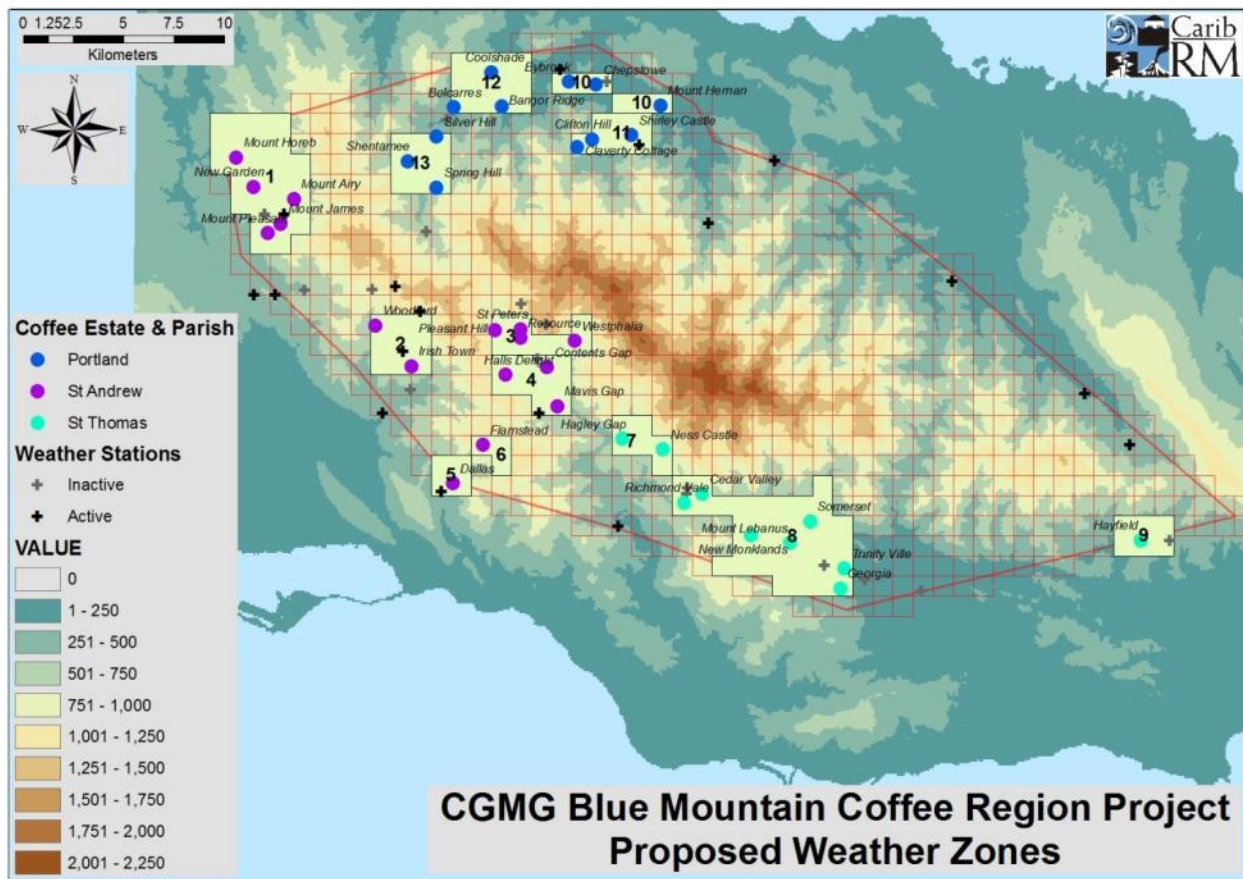 0 1.25 2.5 5 7.5 10
Kilometers
N
W E
S
Carib
RM
Coolshade
12
Eybrook
10
Chepstowe
Belcarres
Bangor Ridge
10
Mount Heman
Silver Hill
Clifton Hill
11
Shirley Castle
Shentamee
13
Claverty Cottage
Spring Hill
Mount Horeb
1
New Garden
Mount Airy
Mount James
Mount Pleasant
Woodford
2
Irish Town
St Peters
Pleasant Hill
3
Resource
Westphalia
Halls Delight
Contents Gap
4
Mavis Gap
Hagley Gap
Flamstead
6
5
Dallas
7
Ness Castle
Cedar Valley
Richmond Vale
Somerset
Mount Lebanus
8
New Monklands
Trinity Ville
Georgia
Hayfield
9
Coffee Estate & Parish
Portland
St Andrew
St Thomas
Weather Stations
Inactive
Active
VALUE
0
1 - 250
251 - 500
501 - 750
751 - 1,000
1,001 - 1,250
1,251 - 1,500
1,501 - 1,750
1,751 - 2,000
2,001 - 2,250
CGMG Blue Mountain Coffee Region Project
Proposed Weather Zones